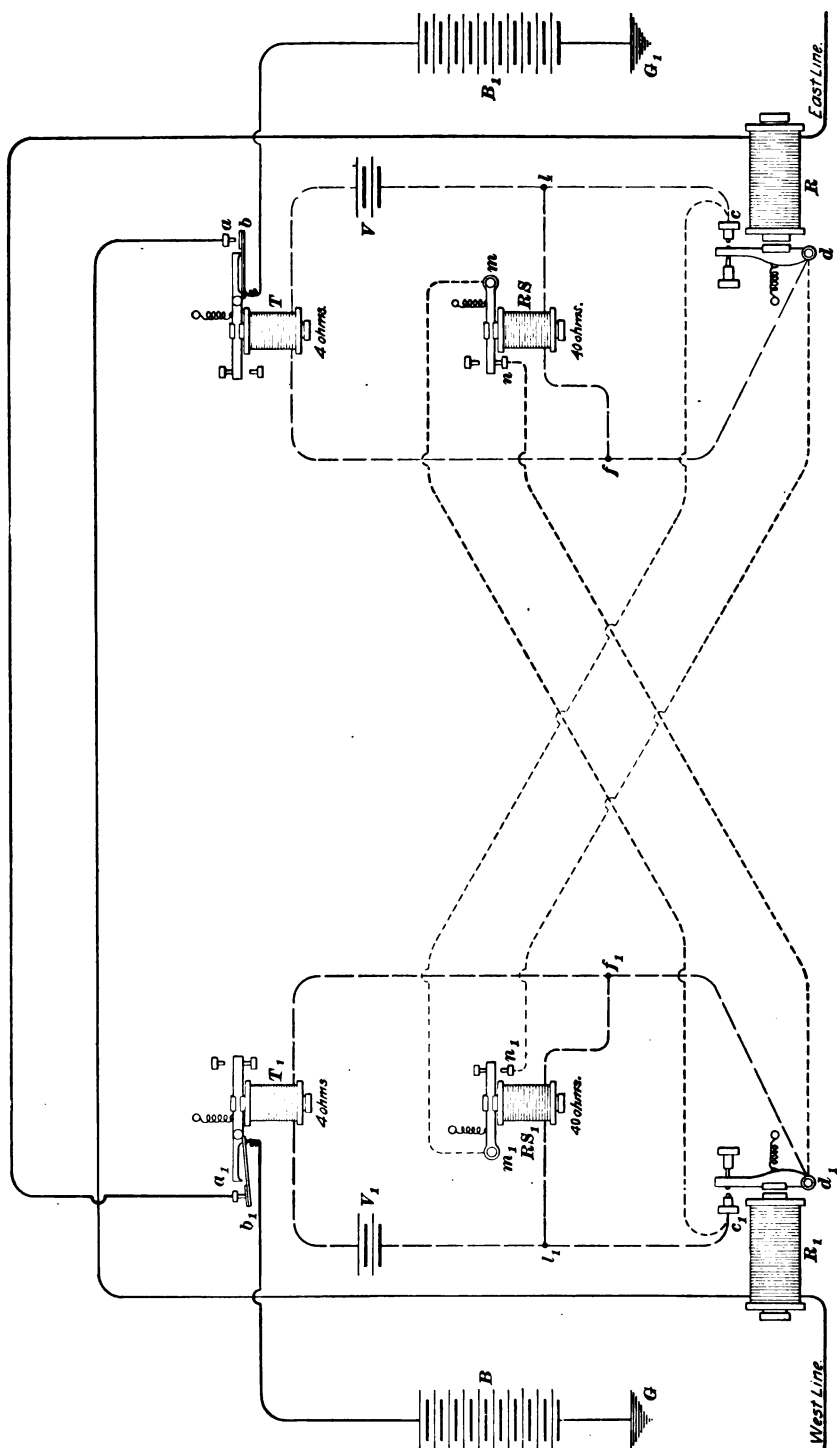 a₁
a
b₁
b
T₁
T
4 ohms
4 ohms.
V₁
V
B
B₁
m₁
n₁
n
m
RS₁
RS
l₁
l
40 ohms.
40 ohms.
f₁
f
G
G₁
c₁
c
R₁
d₁
d
R
West Line.
East Line.